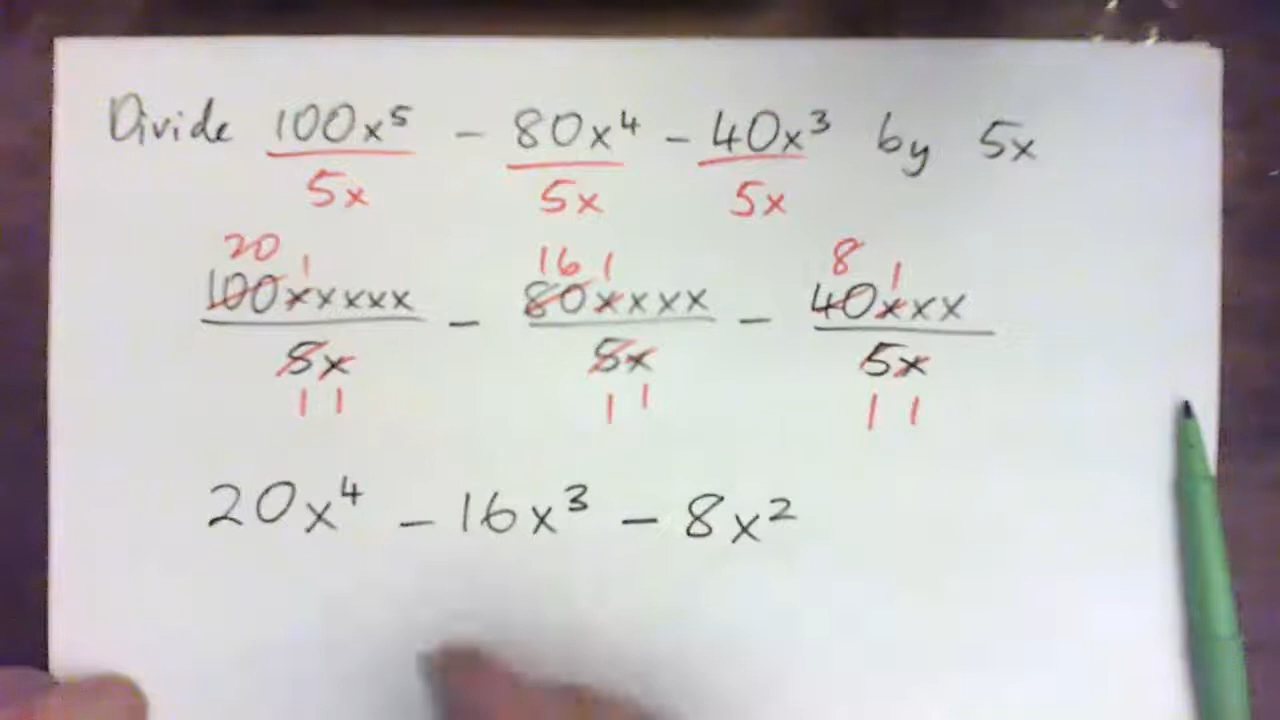 Divide 100x⁵ - 80x⁴ - 40x³ by 5x
5x 5x 5x
20 1 16 1 8 1
100xxxxx - 80xxxx - 40xxx
5x 5x 5x
1 1 1 1 1 1
20x⁴ - 16x³ - 8x²